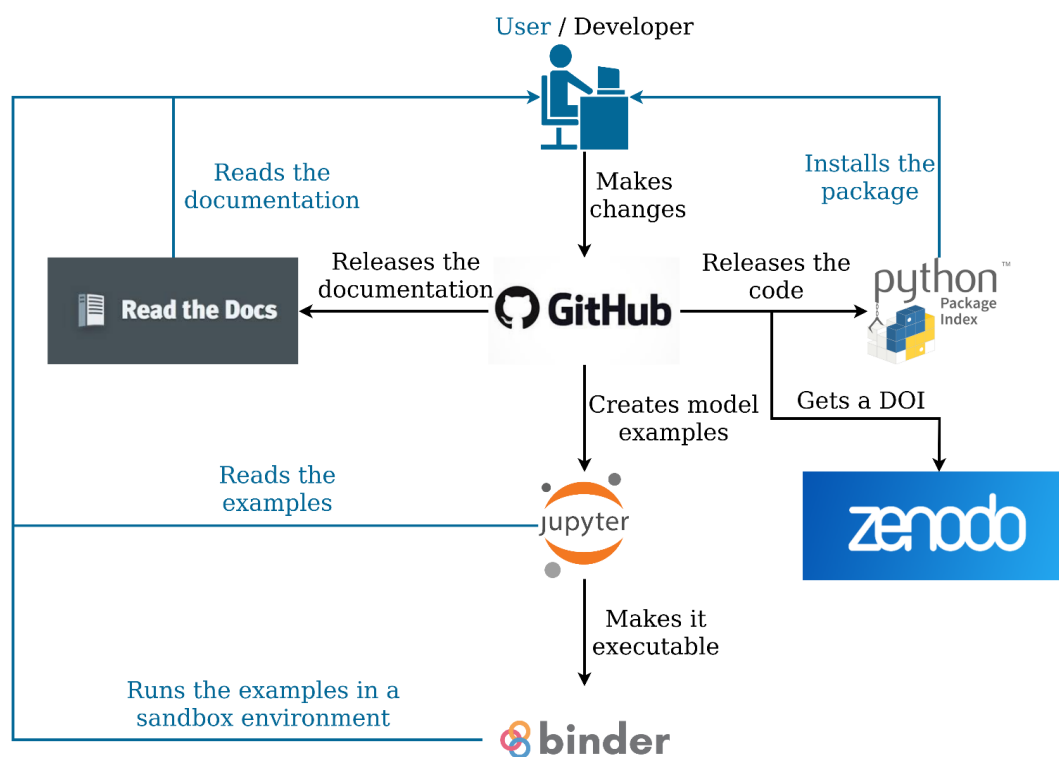 User / Developer
Reads the
documentation
Makes
changes
Installs the
package
Read the Docs
Releases the
documentation
GitHub
Releases the
code
python™
Package
Index
Creates model
examples
Gets a DOI
Reads the
examples
jupyter
zenodo
Makes it
executable
Runs the examples in a
sandbox environment
binder